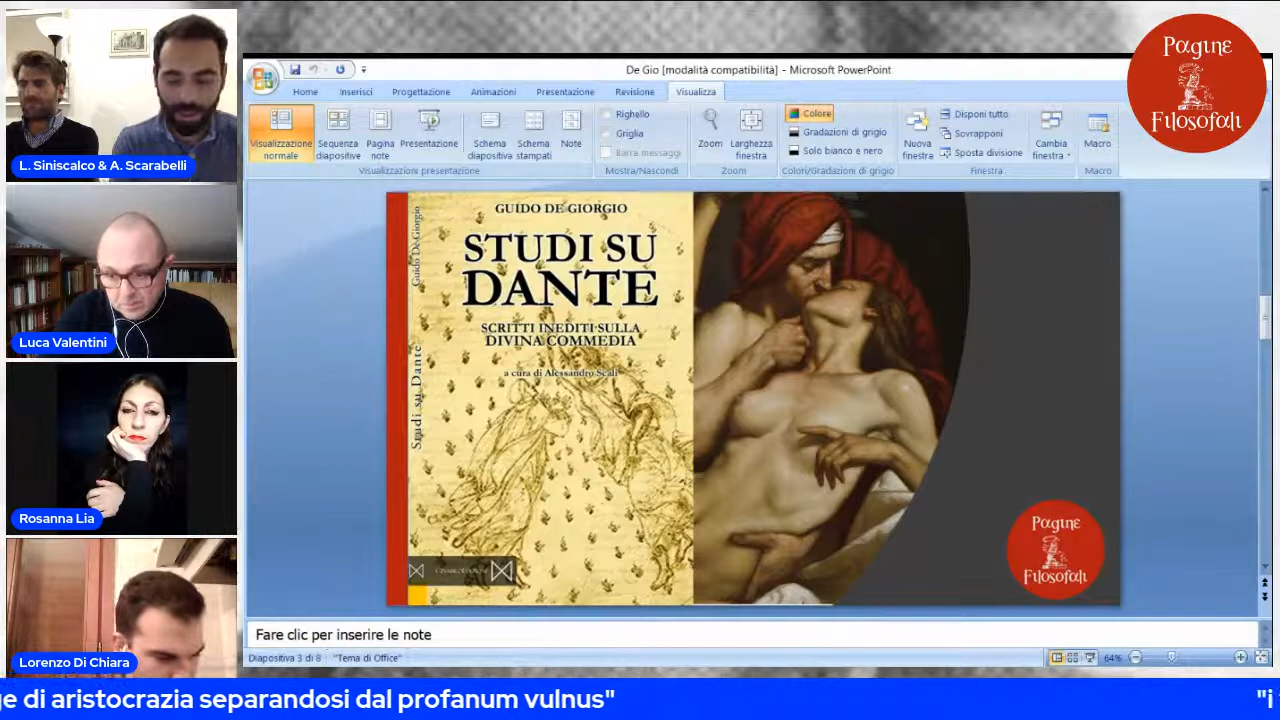 L. Siniscalco & A. Scarabelli
Luca Valentini
Rosanna Lia
Lorenzo Di Chiara
De Gio [modalità compatibilità] - Microsoft PowerPoint
Home Inserisci Progettazione Animazioni Presentazione Revisione Visualizza
Visualizzazione normale
Sequenza diapositive
Pagina note
Presentazione
Schema diapositiva
Schema stampati
Note
Visualizzazioni presentazione
Righello
Griglia
Barra messaggi
Mostra/Nascondi
Zoom
Larghezza finestra
Zoom
Colore
Gradazioni di grigio
Solo bianco e nero
Colori/Gradazioni di grigio
Nuova finestra
Disponi tutto
Sovrapponi
Sposta divisione
Cambia finestra
Finestra
Macro
Macro
Pagine
Filosofali
Guido De Giorgio
Studi su Dante
GUIDO DE GIORGIO
STUDI SU
DANTE
SCRITTI INEDITI SULLA
DIVINA COMMEDIA
a cura di Alessandro Scali
Pagine
Filosofali
Fare clic per inserire le note
Diapositiva 3 di 8 "Tema di Office" 64%
ge di aristocrazia separandosi dal profanum vulnus" "i